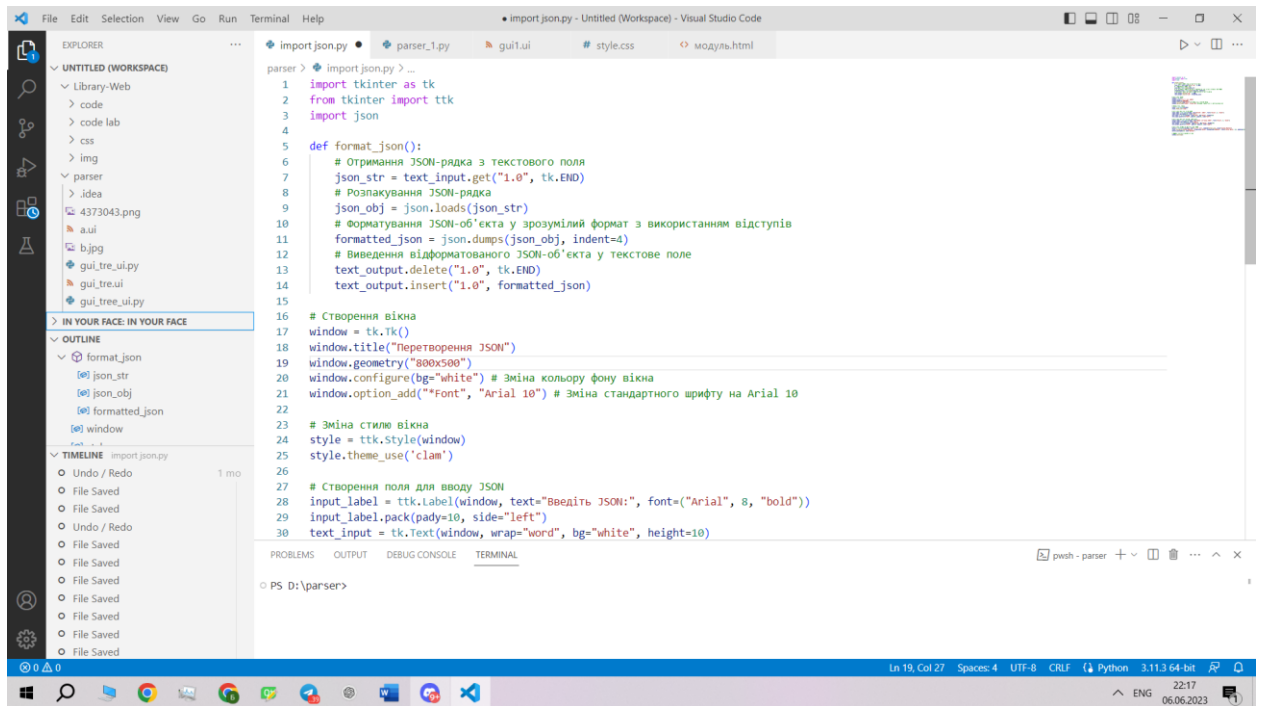 File Edit Selection View Go Run Terminal Help
● import json.py - Untitled (Workspace) - Visual Studio Code
EXPLORER
UNTITLED (WORKSPACE)
Library-Web
code
code lab
css
img
parser
.idea
4373043.png
a.ui
b.jpg
gui_tre_ui.py
gui_tre.ui
gui_tree_ui.py
IN YOUR FACE: IN YOUR FACE
OUTLINE
format_json
json_str
json_obj
formatted_json
window
TIMELINE import json.py
Undo / Redo 1 mo
File Saved
File Saved
Undo / Redo
File Saved
File Saved
File Saved
File Saved
File Saved
File Saved
File Saved
import json.py ● parser_1.py gui1.ui # style.css <> модуль.html
parser > import json.py > ...
1 import tkinter as tk
2 from tkinter import ttk
3 import json
4
5 def format_json():
6 # Отримання JSON-рядка з текстового поля
7 json_str = text_input.get("1.0", tk.END)
8 # Розпакування JSON-рядка
9 json_obj = json.loads(json_str)
10 # Форматування JSON-об'єкта у зрозумілий формат з використанням відступів
11 formatted_json = json.dumps(json_obj, indent=4)
12 # Виведення відформатованого JSON-об'єкта у текстове поле
13 text_output.delete("1.0", tk.END)
14 text_output.insert("1.0", formatted_json)
15
16 # Створення вікна
17 window = tk.Tk()
18 window.title("Перетворення JSON")
19 window.geometry("800x500")
20 window.configure(bg="white") # Зміна кольору фону вікна
21 window.option_add("*Font", "Arial 10") # Зміна стандартного шрифту на Arial 10
22
23 # Зміна стилю вікна
24 style = ttk.Style(window)
25 style.theme_use('clam')
26
27 # Створення поля для вводу JSON
28 input_label = ttk.Label(window, text="Введіть JSON:", font=("Arial", 8, "bold"))
29 input_label.pack(pady=10, side="left")
30 text_input = tk.Text(window, wrap="word", bg="white", height=10)
PROBLEMS OUTPUT DEBUG CONSOLE TERMINAL
pwsh - parser
PS D:\parser>
0 0
Ln 19, Col 27 Spaces: 4 UTF-8 CRLF Python 3.11.3 64-bit
ENG
22:17
06.06.2023